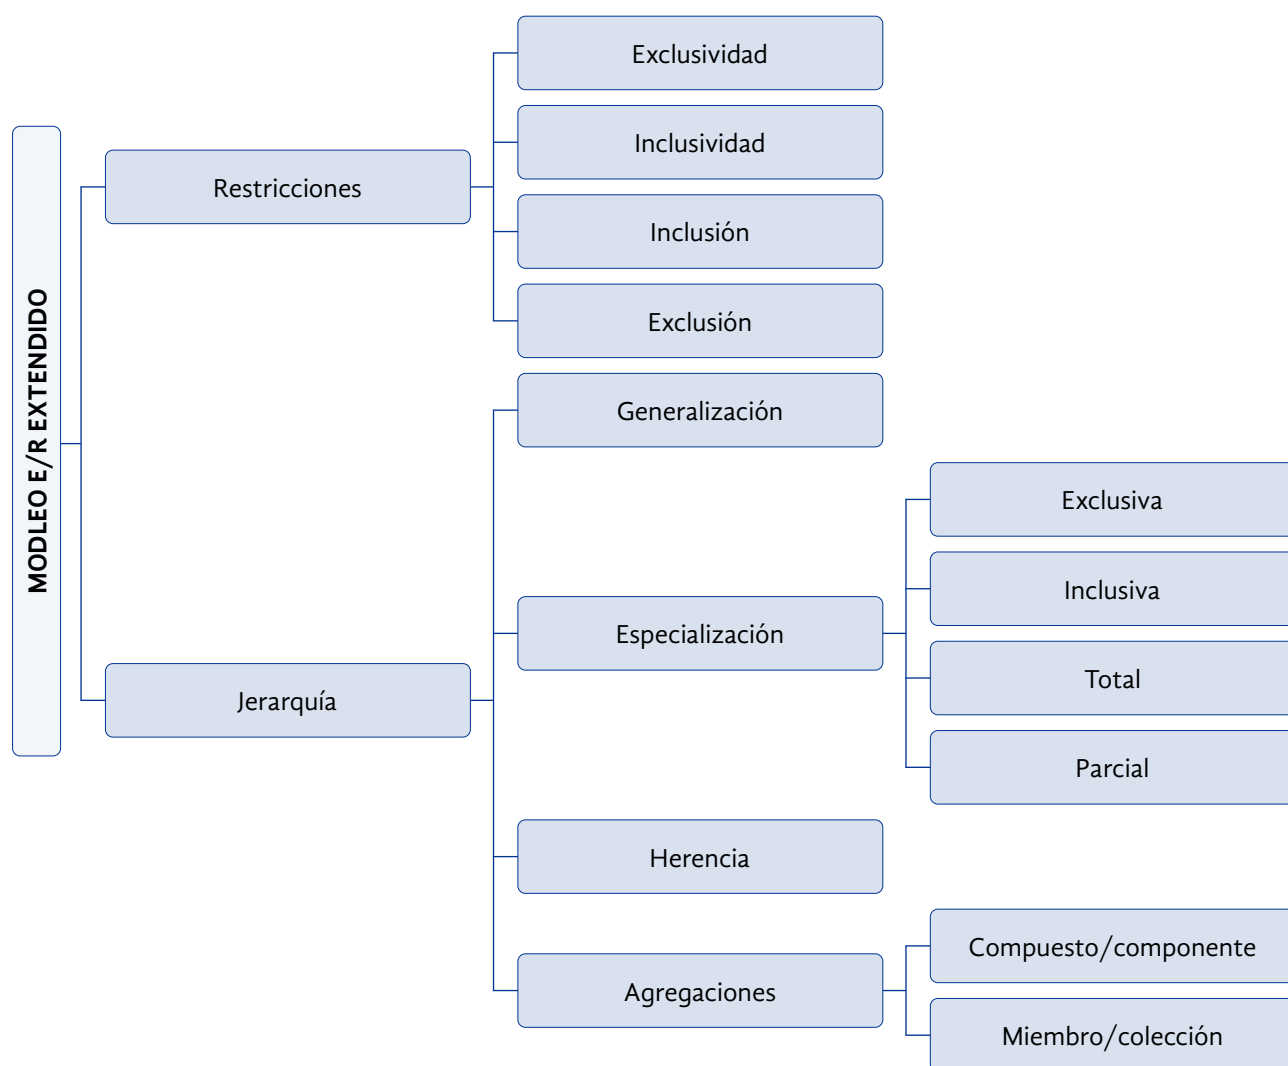 MODLEO E/R EXTENDIDO
Restricciones
Exclusividad
Inclusividad
Inclusión
Exclusión
Jerarquía
Generalización
Especialización
Exclusiva
Inclusiva
Total
Parcial
Herencia
Agregaciones
Compuesto/componente
Miembro/colección